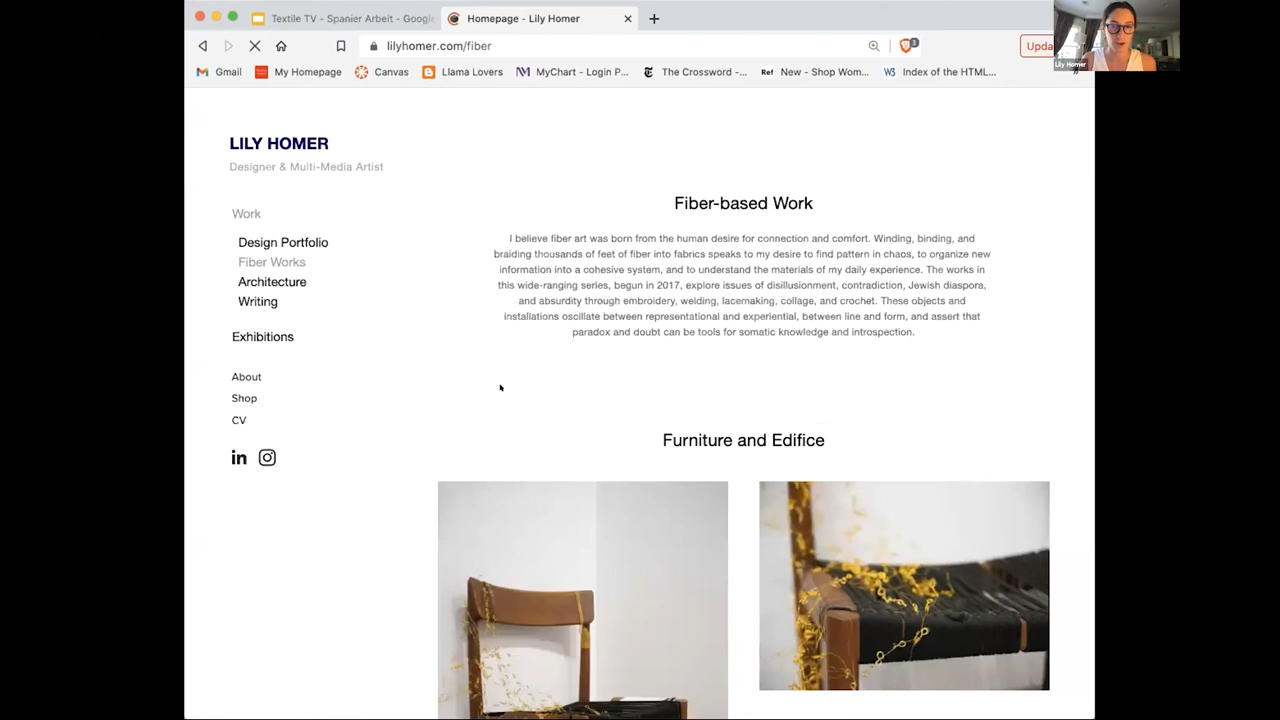 Textile TV - Spanier Arbeit - Google
Homepage - Lily Homer
lilyhomer.com/fiber
3
Upda
Gmail
My Homepage
Canvas
Llama Lovers
MyChart - Login P...
The Crossword -...
Ref
New - Shop Wom...
Index of the HTML...
Lily Homer
LILY HOMER
Designer & Multi-Media Artist
Work
Design Portfolio
Fiber Works
Architecture
Writing
Exhibitions
About
Shop
CV
in
Fiber-based Work
I believe fiber art was born from the human desire for connection and comfort. Winding, binding, and
braiding thousands of feet of fiber into fabrics speaks to my desire to find pattern in chaos, to organize new
information into a cohesive system, and to understand the materials of my daily experience. The works in
this wide-ranging series, begun in 2017, explore issues of disillusionment, contradiction, Jewish diaspora,
and absurdity through embroidery, welding, lacemaking, collage, and crochet. These objects and
installations oscillate between representational and experiential, between line and form, and assert that
paradox and doubt can be tools for somatic knowledge and introspection.
Furniture and Edifice